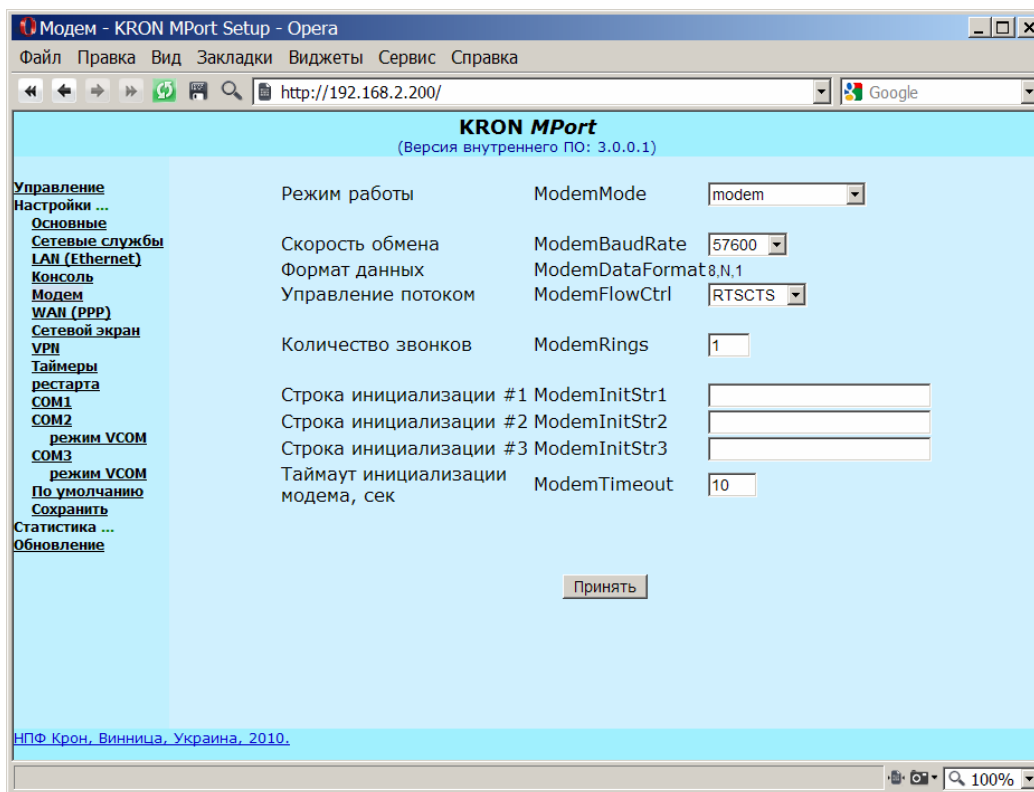 Модем - KRON MPort Setup - Opera
Файл Правка Вид Закладки Виджеты Сервис Справка
http://192.168.2.200/
Google
KRON MPort
(Версия внутреннего ПО: 3.0.0.1)
Управление
Настройки ...
Основные
Сетевые службы
LAN (Ethernet)
Консоль
Модем
WAN (PPP)
Сетевой экран
VPN
Таймеры
рестарта
COM1
COM2
режим VCOM
COM3
режим VCOM
По умолчанию
Сохранить
Статистика ...
Обновление
Режим работы ModemMode modem
Скорость обмена ModemBaudRate 57600
Формат данных ModemDataFormat 8,N,1
Управление потоком ModemFlowCtrl RTSCTS
Количество звонков ModemRings 1
Строка инициализации #1 ModemInitStr1
Строка инициализации #2 ModemInitStr2
Строка инициализации #3 ModemInitStr3
Таймаут инициализации
модема, сек ModemTimeout 10
Принять
НПФ Крон, Винница, Украина, 2010.
100%